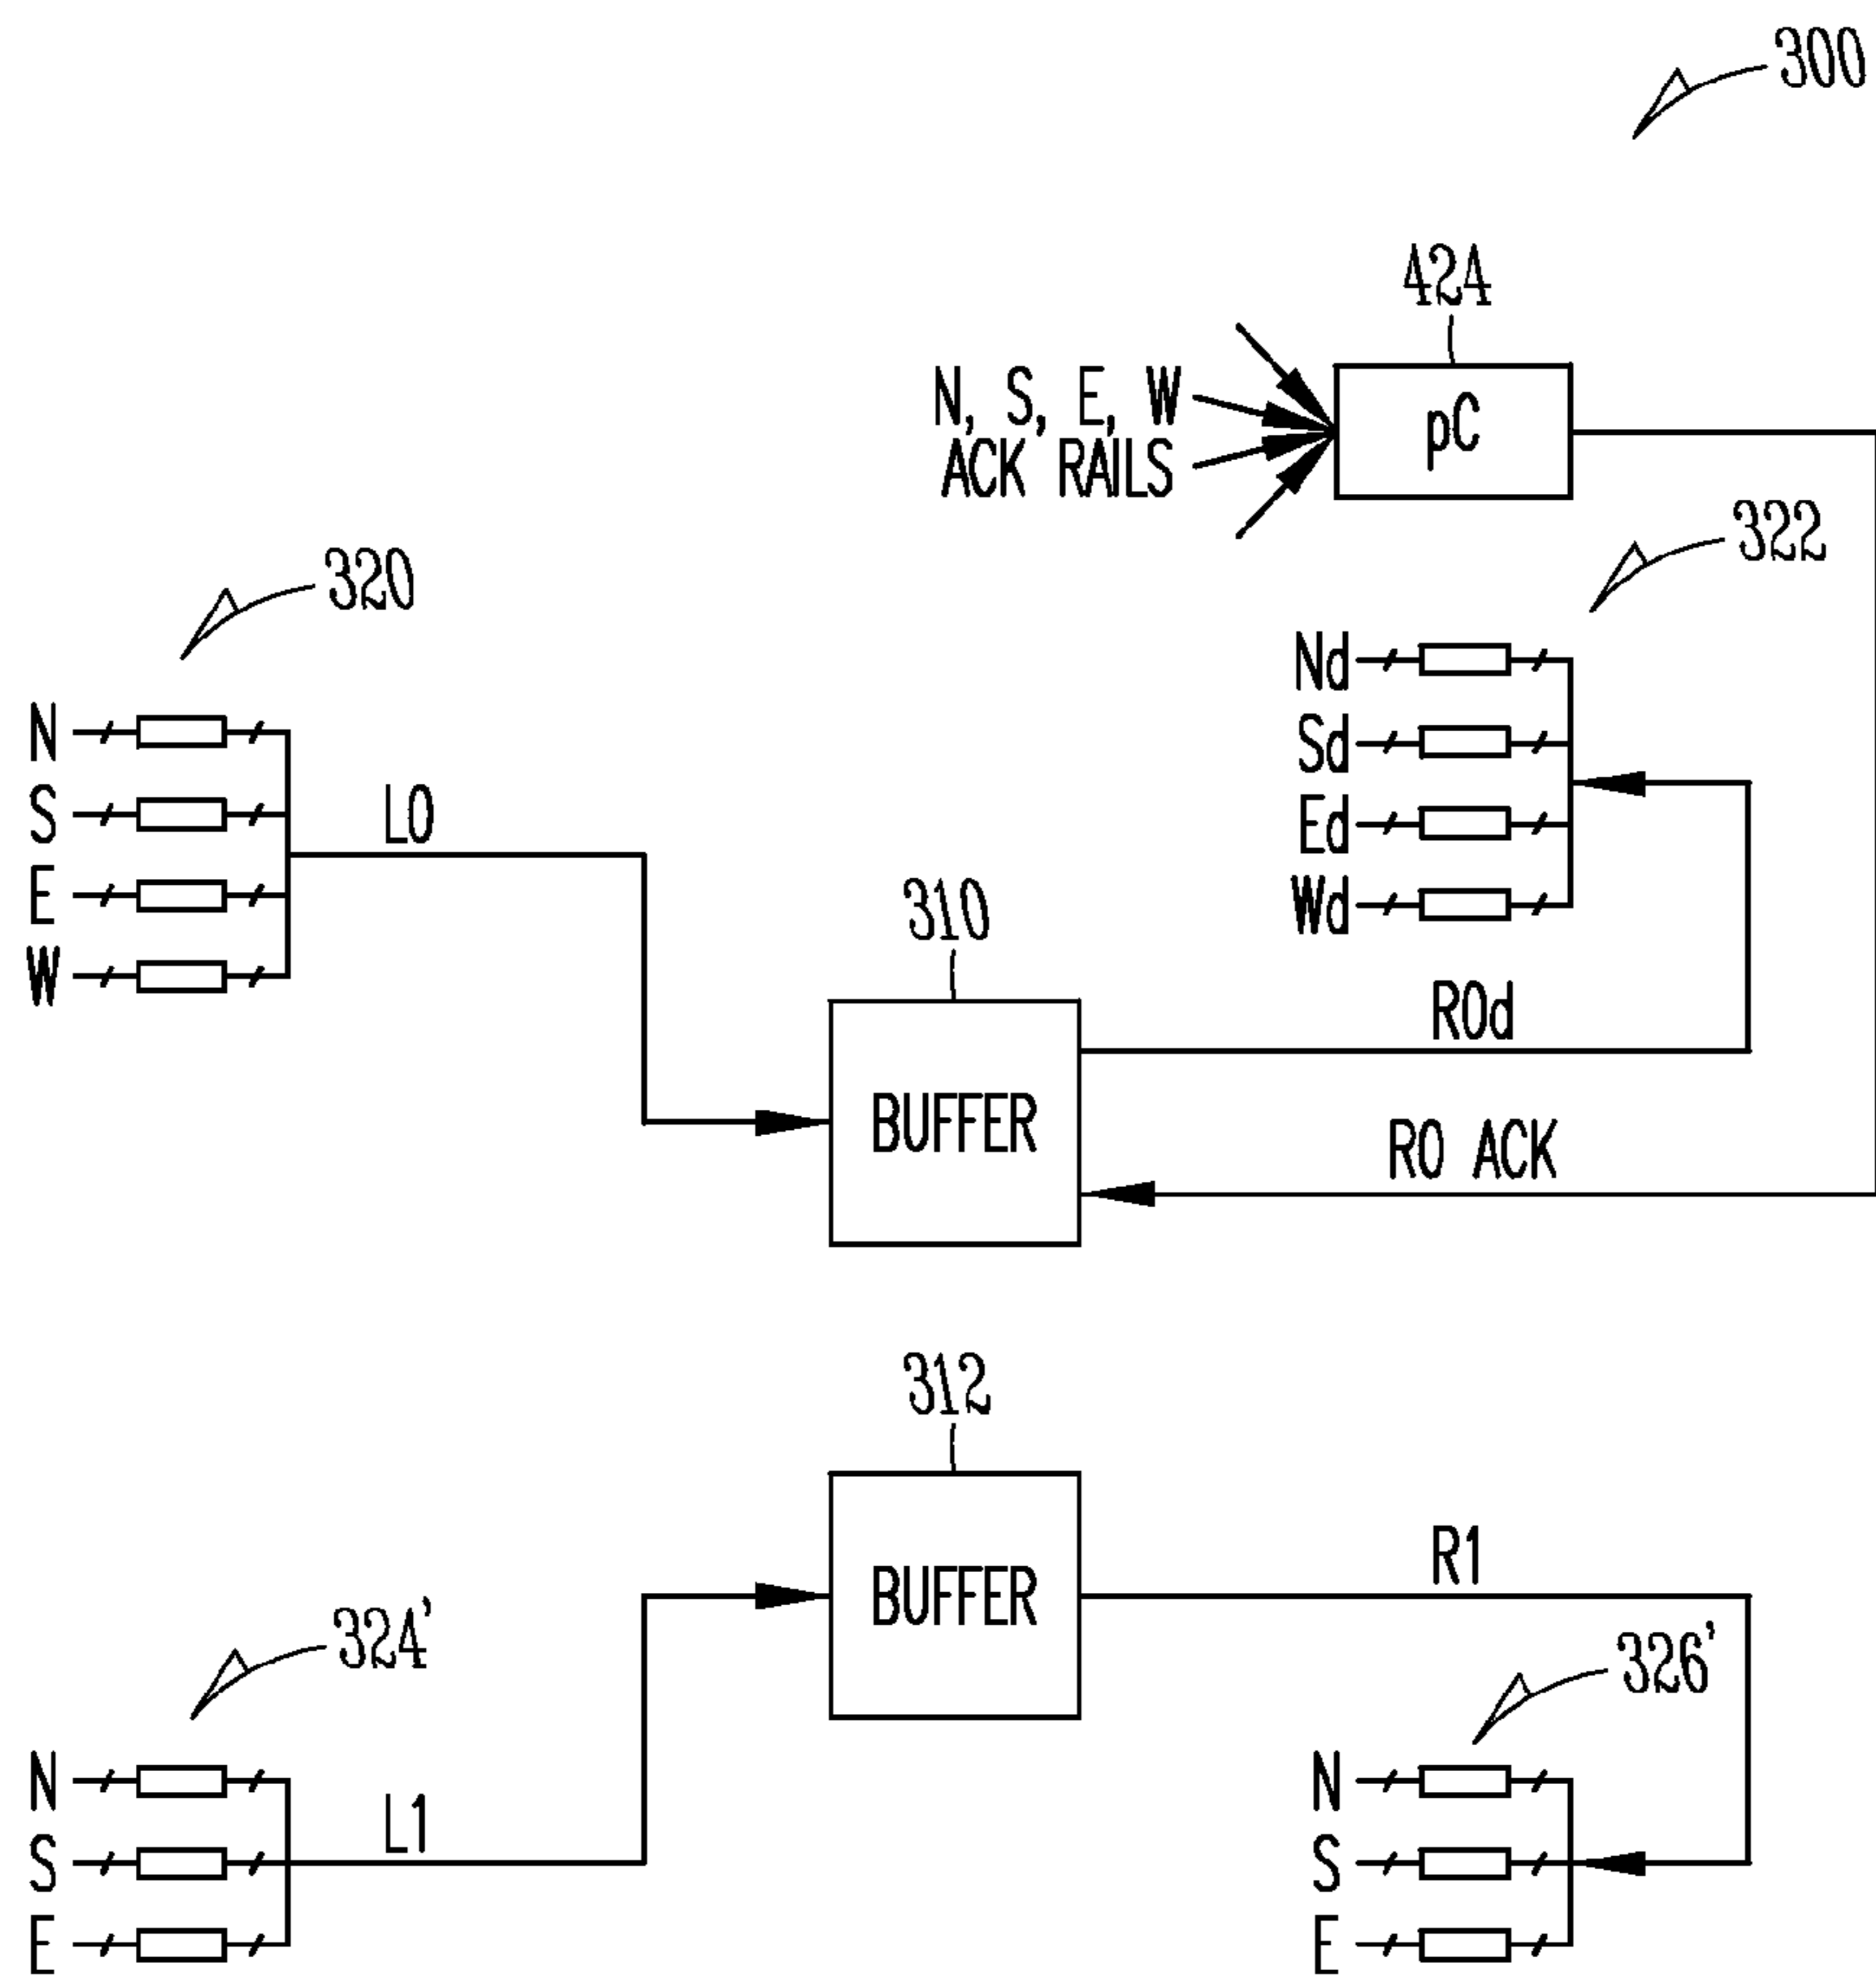 300
424
N, S, E, W
ACK RAILS
pC
322
320
Nd
Sd
Ed
Wd
N
S
E
W
L0
310
R0d
BUFFER
R0 ACK
312
R1
BUFFER
324'
326'
N
S
E
L1
N
S
E